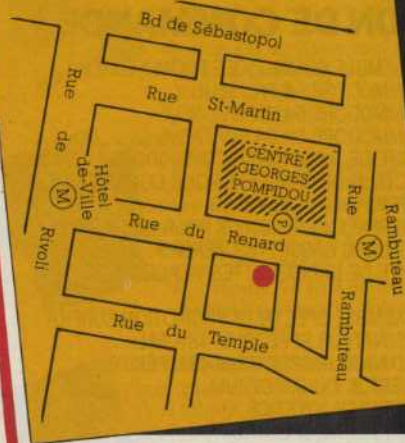 Bd de Sébastopol
Rue St-Martin
Rue de Rivoli
Hôtel
de-Ville
M
CENTRE
GEORGES
POMPIDOU
P
Rue Rambuteau
M
Rambuteau
Rue du Renard
Rue du Temple